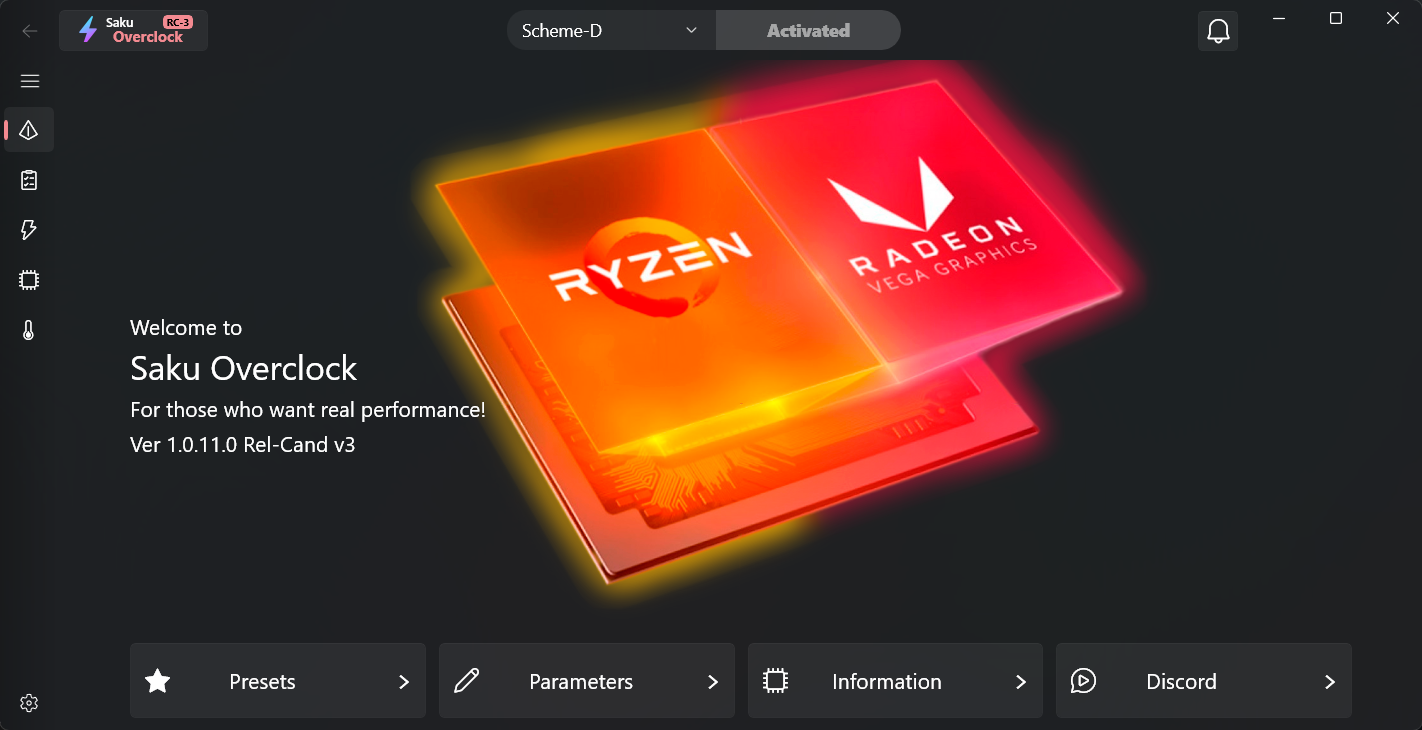 Saku RC-3
Overclock
Scheme-D
Activated
RYZEN
RADEON
VEGA GRAPHICS
Welcome to
Saku Overclock
For those who want real performance!
Ver 1.0.11.0 Rel-Cand v3
Presets
Parameters
Information
Discord